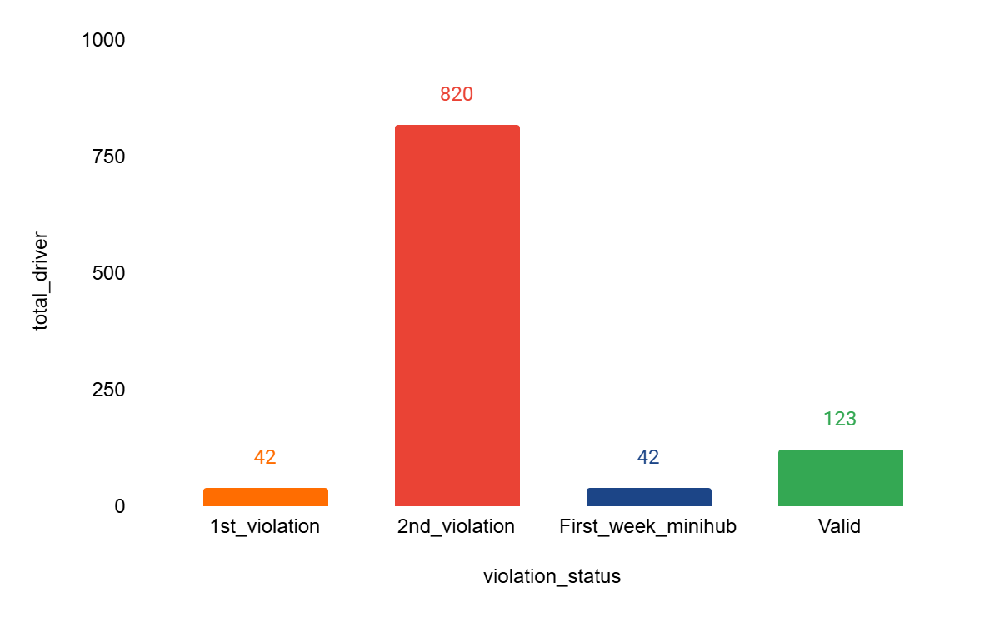 1000
820
750
total_driver
500
250
123
42
42
0
1st_violation
2nd_violation
First_week_minihub
Valid
violation_status